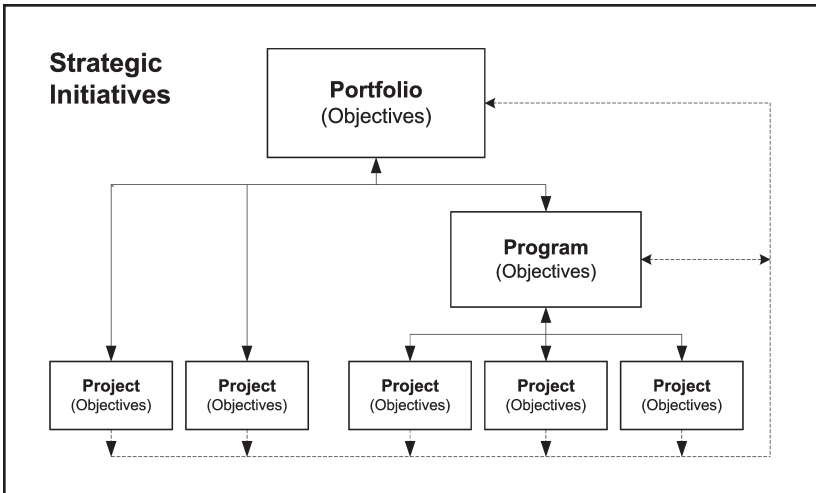 Strategic
Initiatives
Portfolio
(Objectives)
Program
(Objectives)
Project
(Objectives)
Project
(Objectives)
Project
(Objectives)
Project
(Objectives)
Project
(Objectives)